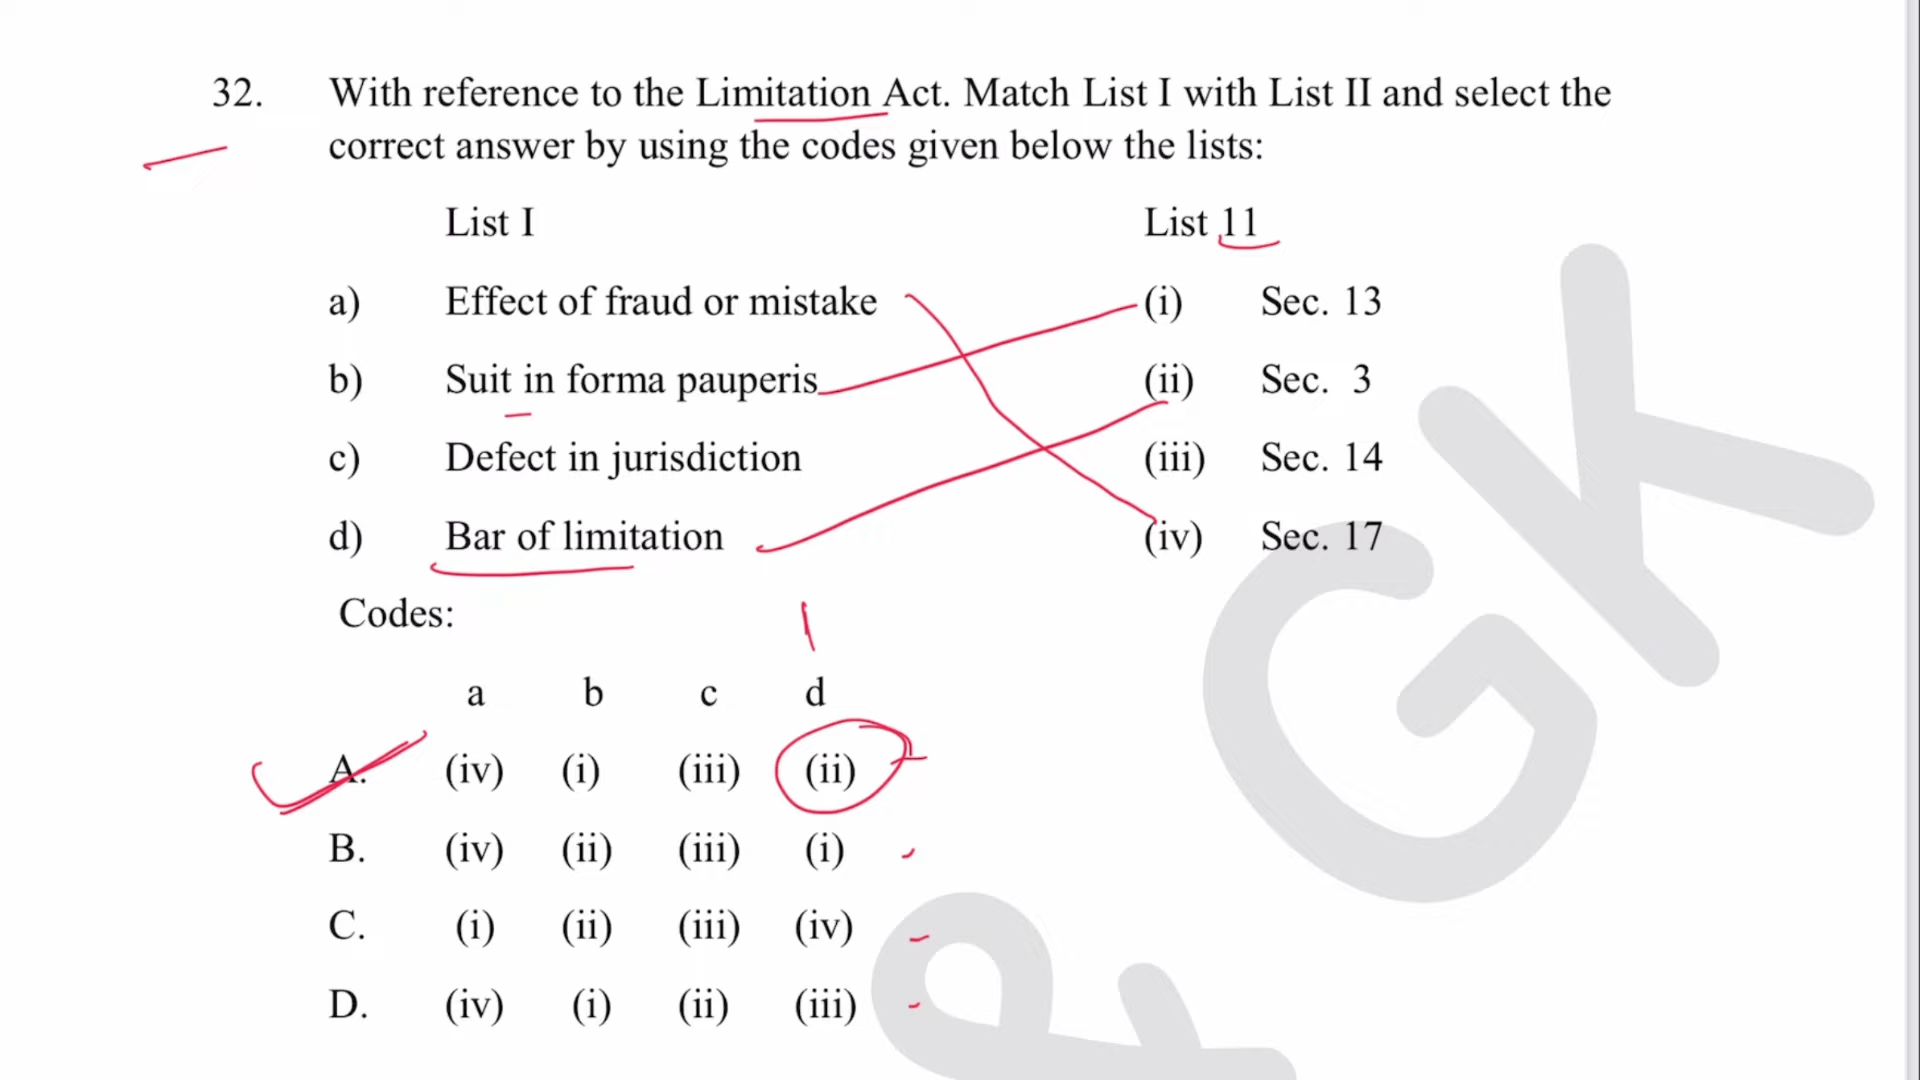 32. With reference to the Limitation Act. Match List I with List II and select the
correct answer by using the codes given below the lists:
List I List 11
a) Effect of fraud or mistake (i) Sec. 13
b) Suit in forma pauperis (ii) Sec. 3
c) Defect in jurisdiction (iii) Sec. 14
d) Bar of limitation (iv) Sec. 17
Codes:
a b c d
A. (iv) (i) (iii) (ii)
B. (iv) (ii) (iii) (i)
C. (i) (ii) (iii) (iv)
D. (iv) (i) (ii) (iii)
& GK